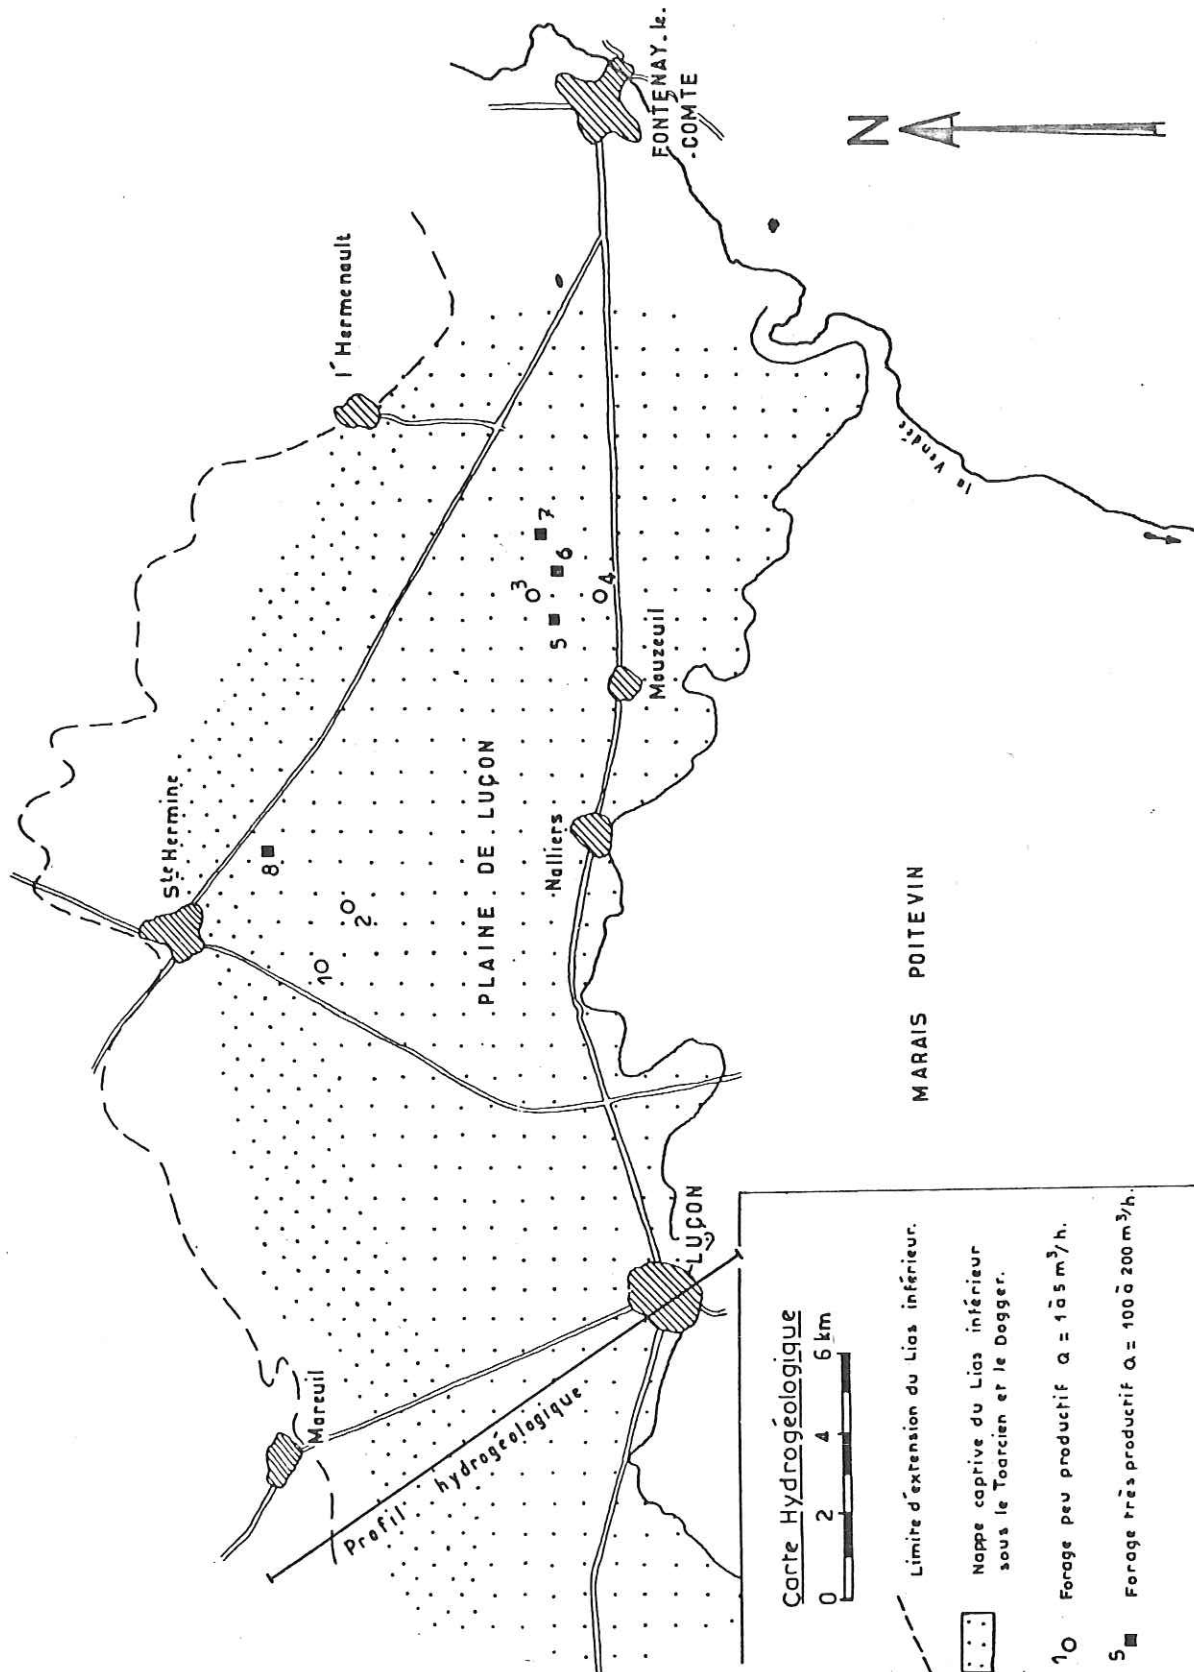 FONTENAY-le-
-COMTE
N
l'Hermenault
Ste Hermine
8
2
1
7
6
3
5
4
Mouzeuil
PLAINE DE LUÇON
Nalliers
la Vendée
MARAIS POITEVIN
LUÇON
Mareuil
Profil hydrogéologique
Carte Hydrogéologique
0 2 4 6 km
Limite d'extension du Lias inférieur.
Nappe captive du Lias inférieur
sous le Toarcien et le Dogger.
1 Forage peu productif Q = 1 à 5 m³/h.
5 Forage très productif Q = 100 à 200 m³/h.